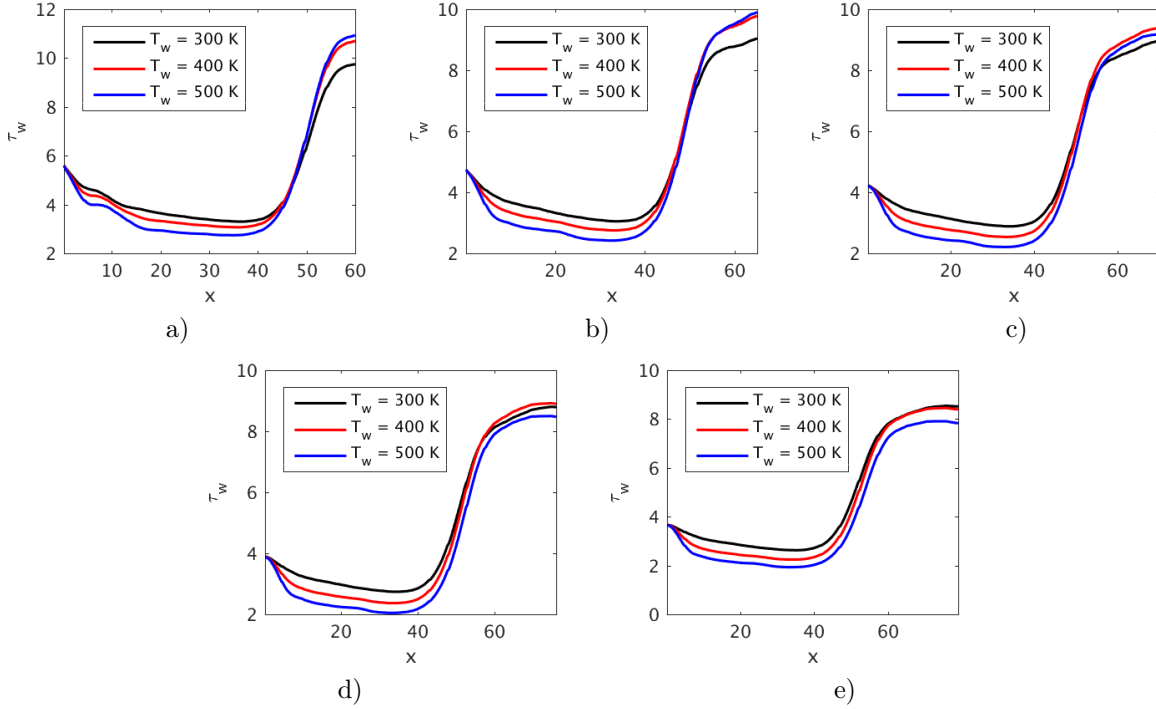 12
10
8
6
4
2
T_w = 300 K
T_w = 400 K
T_w = 500 K
τ_w
10 20 30 40 50 60
x
a)
10
8
6
4
2
T_w = 300 K
T_w = 400 K
T_w = 500 K
τ_w
20 40 60
x
b)
10
8
6
4
2
T_w = 300 K
T_w = 400 K
T_w = 500 K
τ_w
20 40 60
x
c)
10
8
6
4
2
T_w = 300 K
T_w = 400 K
T_w = 500 K
τ_w
20 40 60
x
d)
10
8
6
4
2
0
T_w = 300 K
T_w = 400 K
T_w = 500 K
τ_w
20 40 60
x
e)